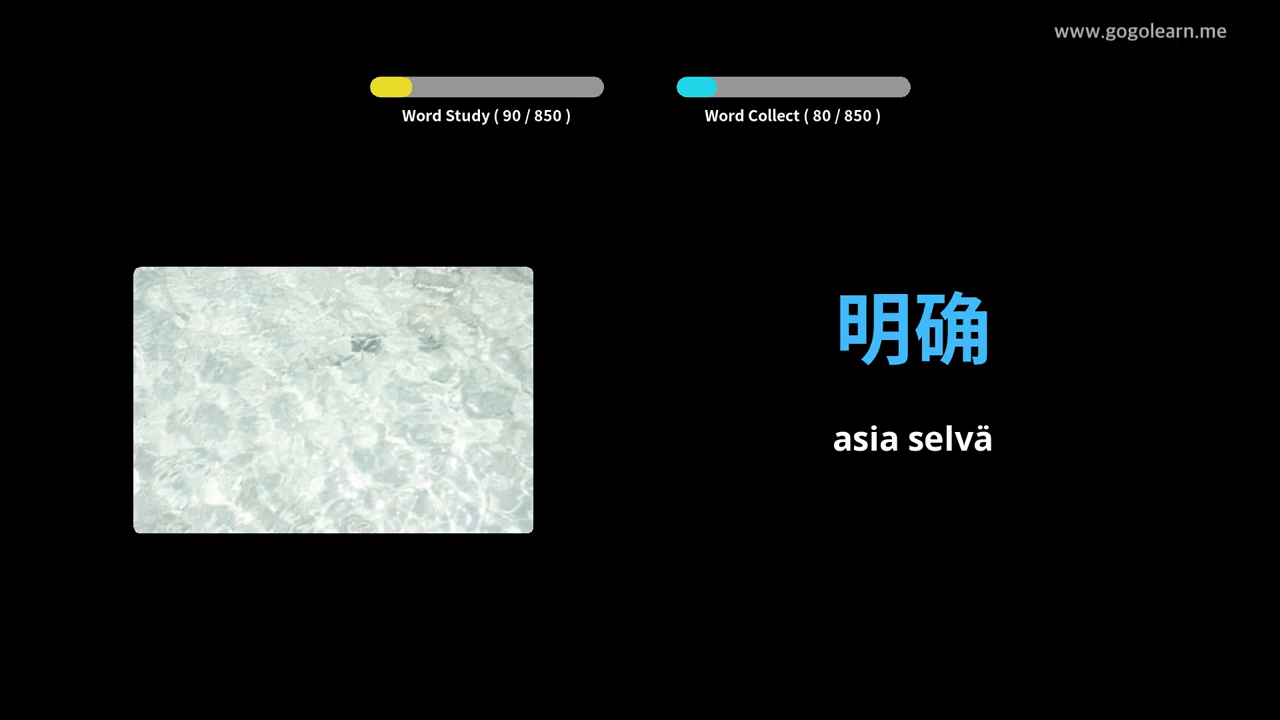 www.gogolearn.me
Word Study ( 90 / 850 )
Word Collect ( 80 / 850 )
明确
asia selvä